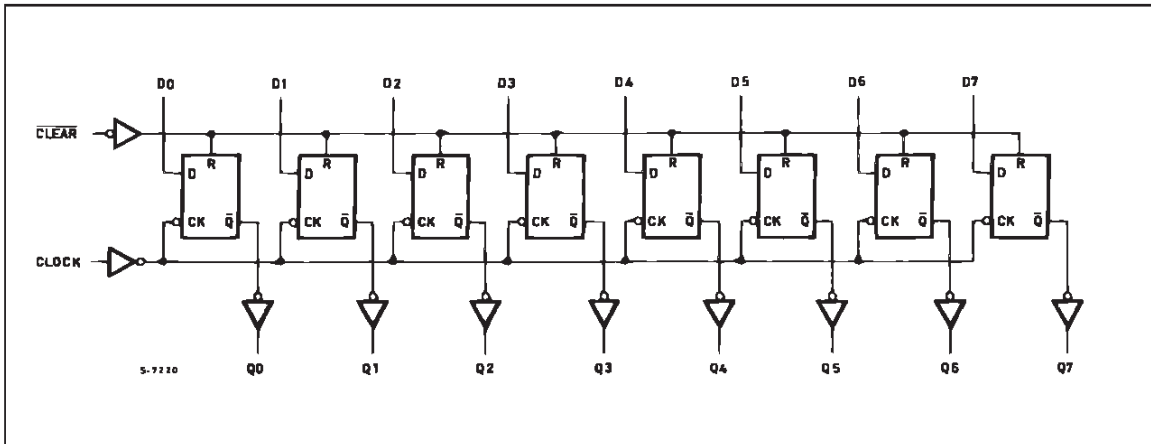 D0 D1 D2 D3 D4 D5 D6 D7
C̅L̅E̅A̅R̅
R R R R R R R R
D D D D D D D D
CK Q̅ CK Q̅ CK Q̅ CK Q̅ CK Q̅ CK Q̅ CK Q̅ CK Q̅
CLOCK
S-7220 Q0 Q1 Q2 Q3 Q4 Q5 Q6 Q7